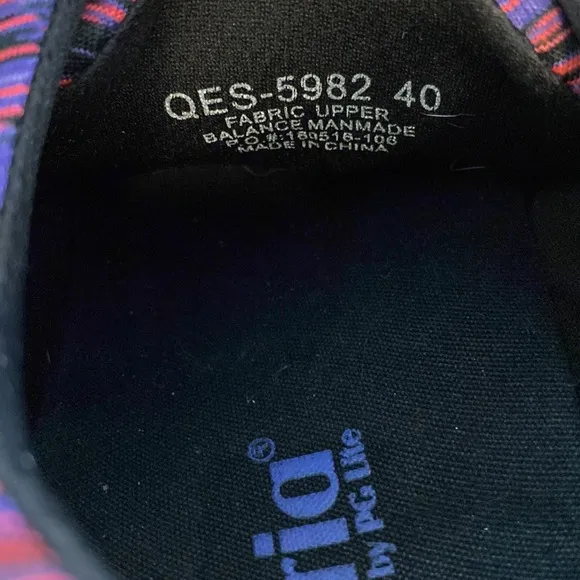 QES-5982 40
FABRIC UPPER
BALANCE MANMADE
P.O.#:160516-106
MADE IN CHINA
ria®
by PG Lite